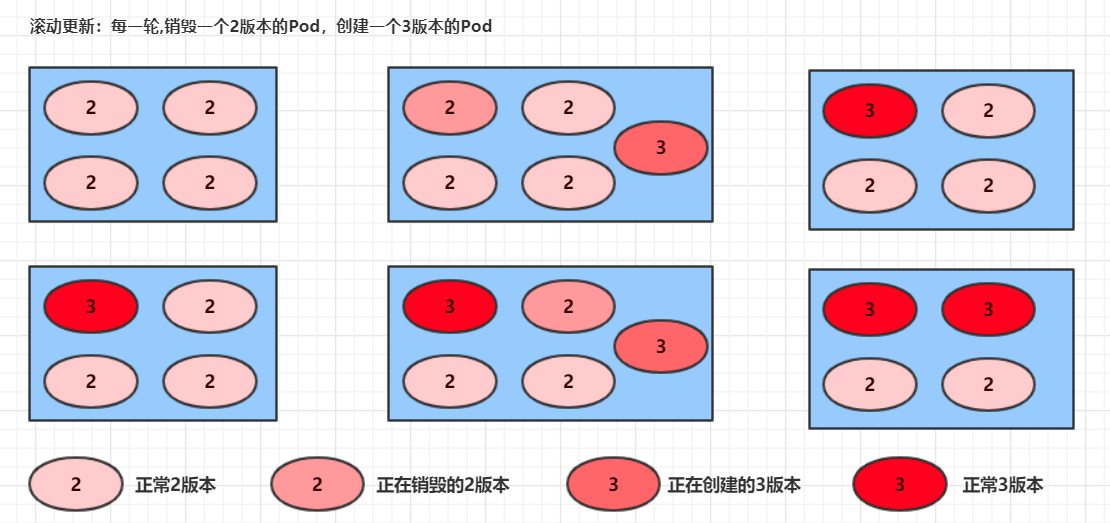 滚动更新：每一轮,销毁一个2版本的Pod，创建一个3版本的Pod
2 2 2 2 3 2
3
2 2 2 2 2 2
3 2 3 2 3 3
3
2 2 2 2 2 2
2 正常2版本 2 正在销毁的2版本 3 正在创建的3版本 3 正常3版本